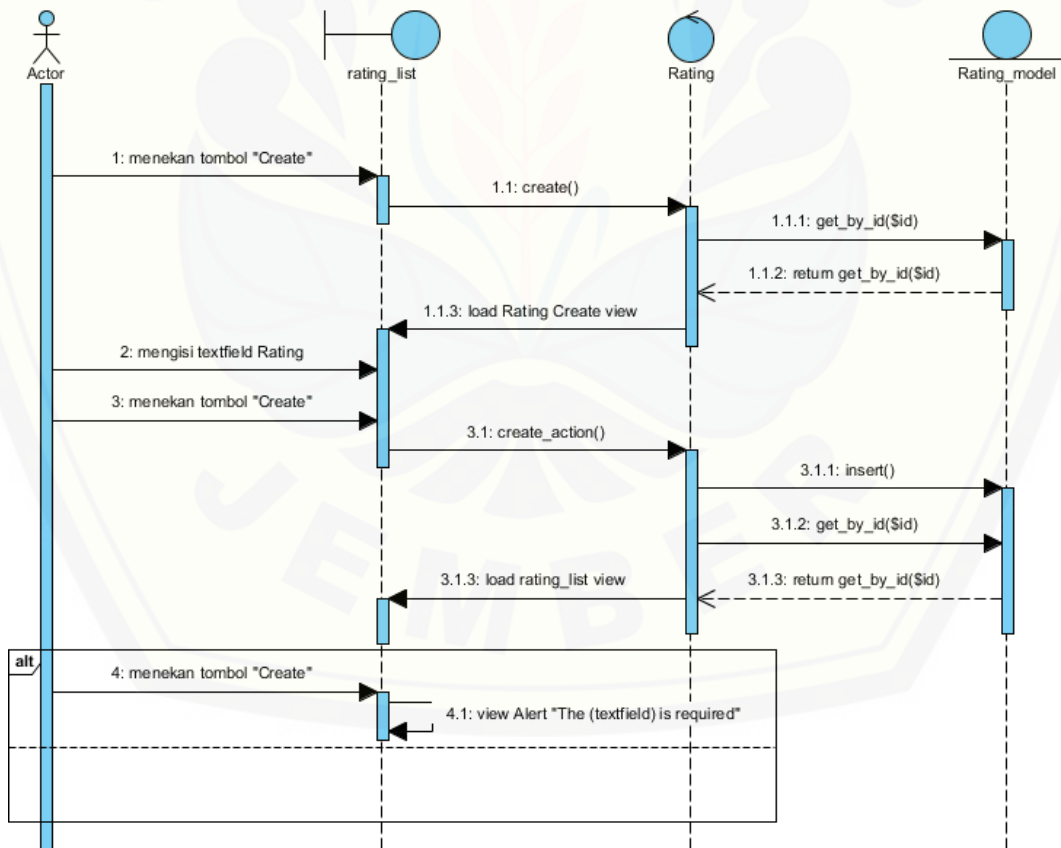 Actor
rating_list
Rating
Rating_model
1: menekan tombol "Create"
1.1: create()
1.1.1: get_by_id($id)
1.1.2: return get_by_id($id)
1.1.3: load Rating Create view
2: mengisi textfield Rating
3: menekan tombol "Create"
3.1: create_action()
3.1.1: insert()
3.1.2: get_by_id($id)
3.1.3: load rating_list view
3.1.3: return get_by_id($id)
JEMBER
alt
4: menekan tombol "Create"
4.1: view Alert "The (textfield) is required"